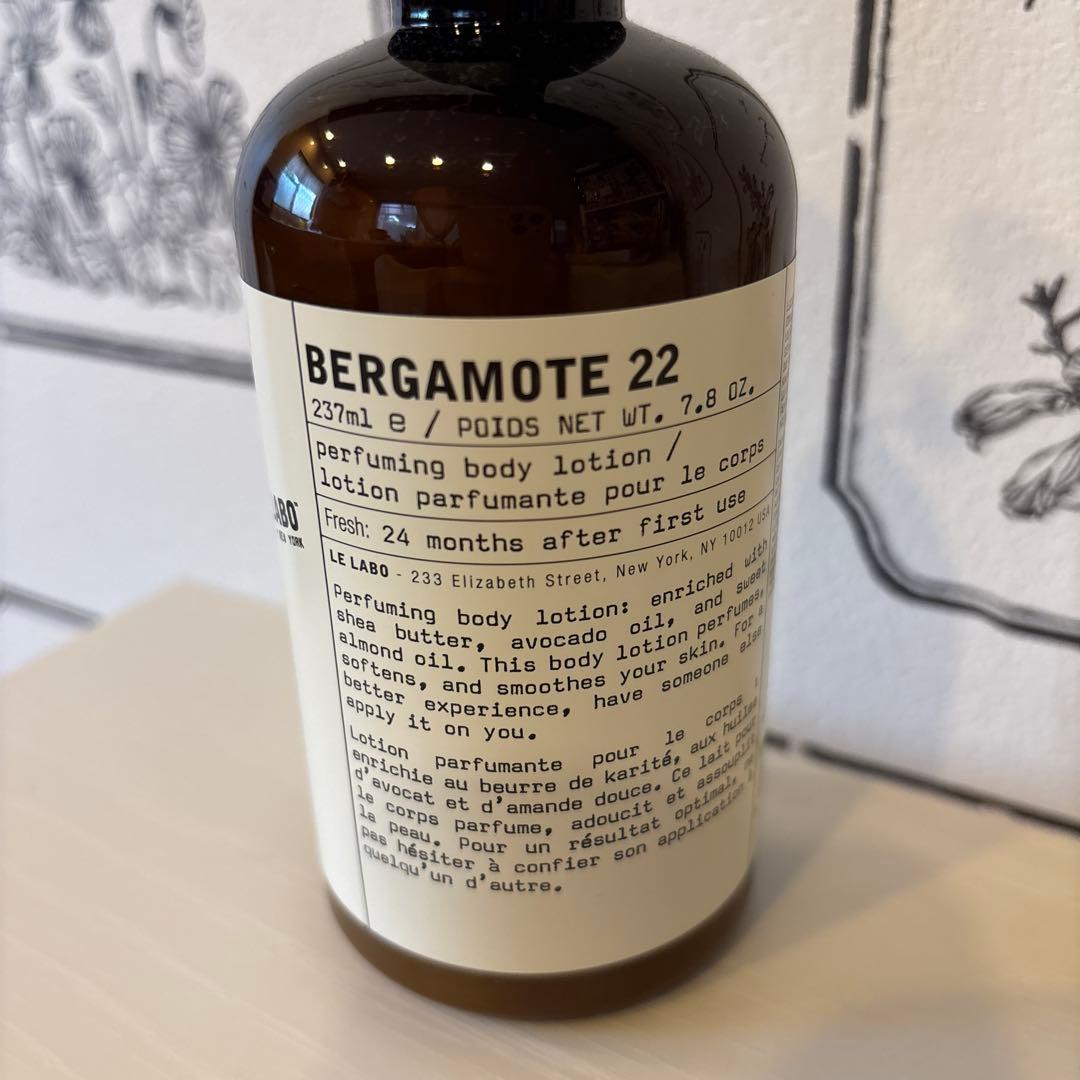 BERGAMOTE 22
237ml e / POIDS NET WT. 7.8 OZ.
perfuming body lotion /
lotion parfumante pour le corps
Fresh: 24 months after first use
LE LABO - 233 Elizabeth Street, New York, NY 10012 USA
Perfuming body lotion: enriched with
shea butter, avocado oil, and sweet
almond oil. This body lotion perfumes,
softens, and smoothes your skin. For a
better experience, have someone else
apply it on you.
Lotion parfumante pour le corps :
enrichie au beurre de karité, aux huiles
d'avocat et d'amande douce. Ce lait pour
le corps parfume, adoucit et assouplit
la peau. Pour un résultat optimal, ne
pas hésiter à confier son application à
quelqu'un d'autre.
ABO
YORK